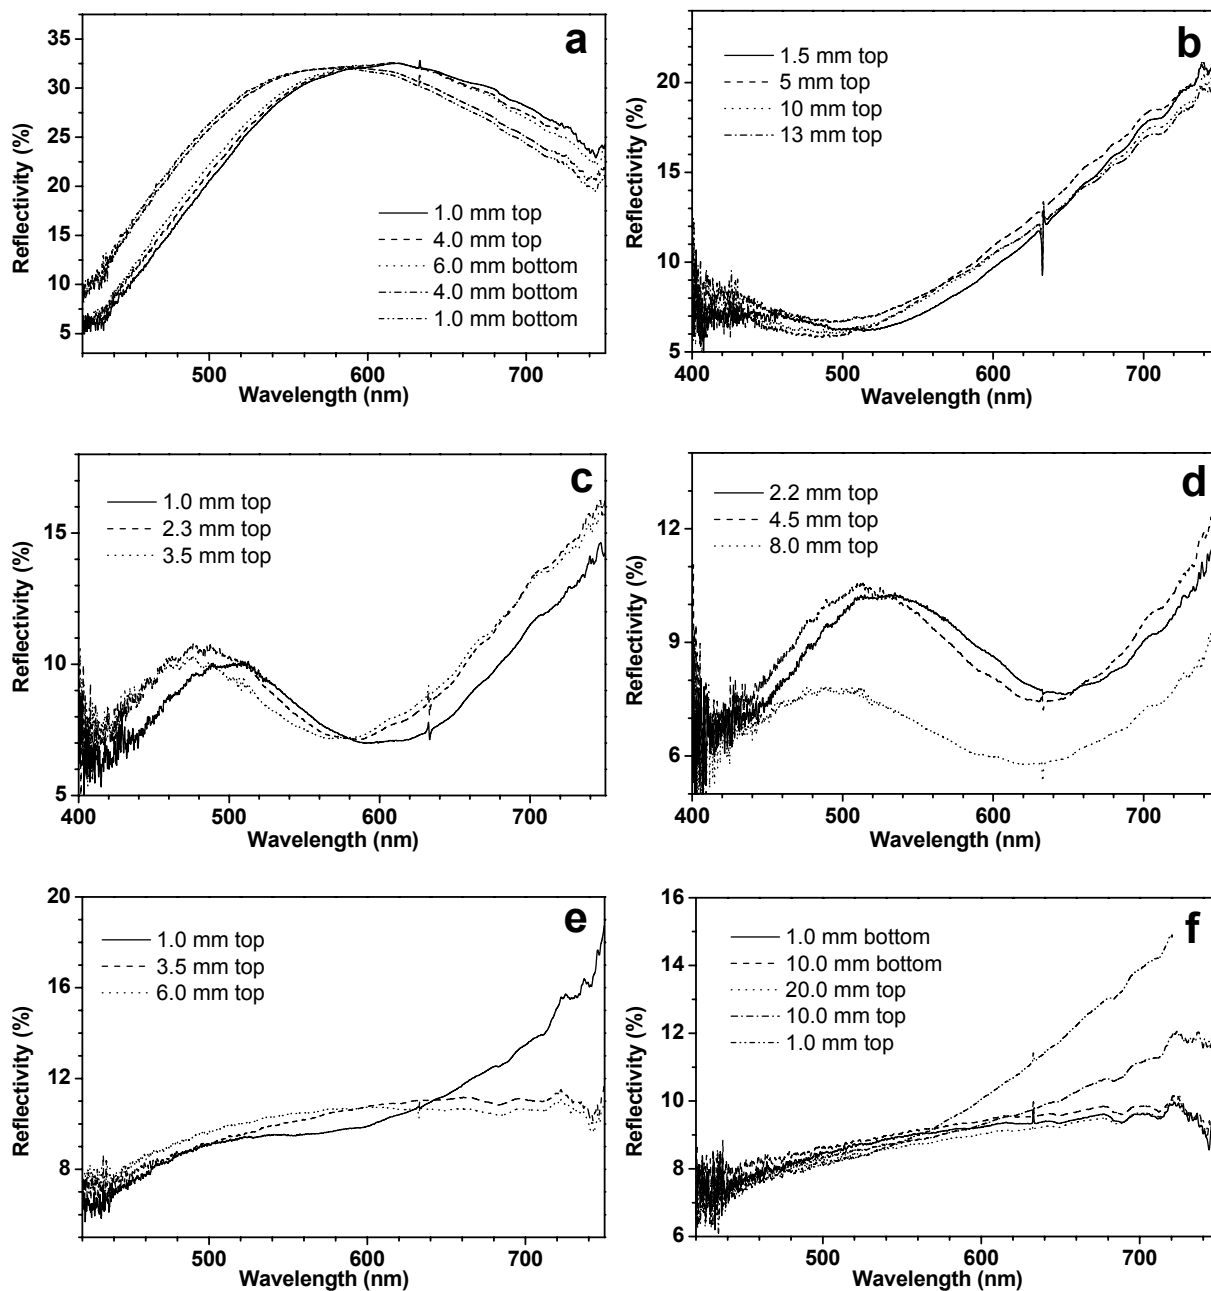 a
35
30
25
20
15
10
5
Reflectivity (%)
1.0 mm top
4.0 mm top
6.0 mm bottom
4.0 mm bottom
1.0 mm bottom
500 600 700
Wavelength (nm)
b
20
15
10
5
Reflectivity (%)
1.5 mm top
5 mm top
10 mm top
13 mm top
400 500 600 700
Wavelength (nm)
c
15
10
5
Reflectivity (%)
1.0 mm top
2.3 mm top
3.5 mm top
400 500 600 700
Wavelength (nm)
d
12
9
6
Reflectivity (%)
2.2 mm top
4.5 mm top
8.0 mm top
400 500 600 700
Wavelength (nm)
e
20
16
12
8
Reflectivity (%)
1.0 mm top
3.5 mm top
6.0 mm top
500 600 700
Wavelength (nm)
f
16
14
12
10
8
6
Reflectivity (%)
1.0 mm bottom
10.0 mm bottom
20.0 mm top
10.0 mm top
1.0 mm top
500 600 700
Wavelength (nm)